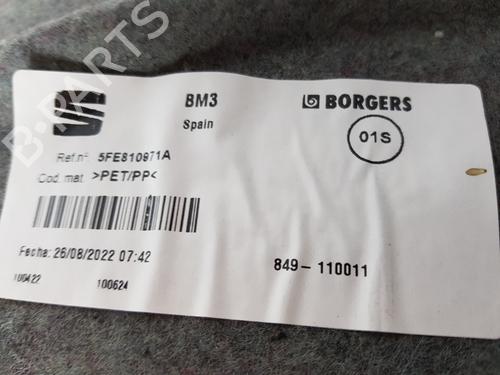 B-PARTS
BM3
Spain
BORGERS
01S
Ref.nº. 5FE810971A
Cod. mat. >PET/PP<
Fecha: 26/08/2022 07:42
849-110011
100422
100624